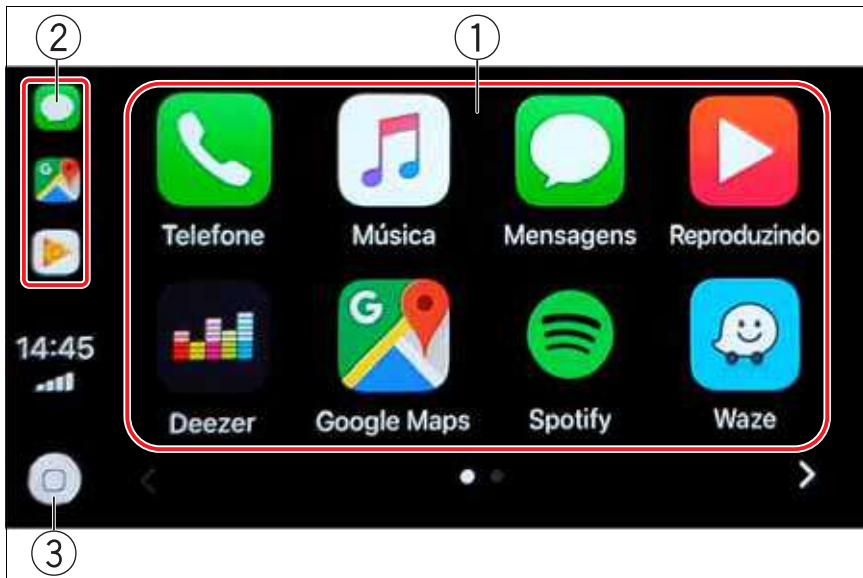 2
1
Telefone
Música
Mensagens
Reproduzindo
14:45
Deezer
G
Google Maps
Spotify
Waze
3